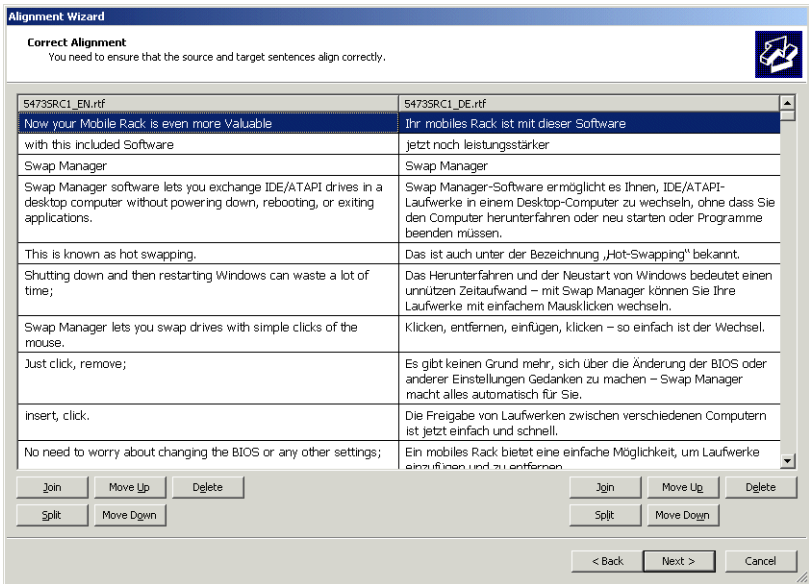 Alignment Wizard
Correct Alignment
You need to ensure that the source and target sentences align correctly.
5473SRC1_EN.rtf
5473SRC1_DE.rtf
Now your Mobile Rack is even more Valuable
Ihr mobiles Rack ist mit dieser Software
with this included Software
jetzt noch leistungsstärker
Swap Manager
Swap Manager
Swap Manager software lets you exchange IDE/ATAPI drives in a
desktop computer without powering down, rebooting, or exiting
applications.
Swap Manager-Software ermöglicht es Ihnen, IDE/ATAPI-
Laufwerke in einem Desktop-Computer zu wechseln, ohne dass Sie
den Computer herunterfahren oder neu starten oder Programme
beenden müssen.
This is known as hot swapping.
Das ist auch unter der Bezeichnung „Hot-Swapping" bekannt.
Shutting down and then restarting Windows can waste a lot of
time;
Das Herunterfahren und der Neustart von Windows bedeutet einen
unnützen Zeitaufwand – mit Swap Manager können Sie Ihre
Laufwerke mit einfachem Mausklicken wechseln.
Swap Manager lets you swap drives with simple clicks of the
mouse.
Klicken, entfernen, einfügen, klicken – so einfach ist der Wechsel.
Just click, remove;
Es gibt keinen Grund mehr, sich über die Änderung der BIOS oder
anderer Einstellungen Gedanken zu machen – Swap Manager
macht alles automatisch für Sie.
insert, click.
Die Freigabe von Laufwerken zwischen verschiedenen Computern
ist jetzt einfach und schnell.
No need to worry about changing the BIOS or any other settings;
Ein mobiles Rack bietet eine einfache Möglichkeit, um Laufwerke
einzufügen und zu entfernen
Join Move Up Delete
Join Move Up Delete
Split Move Down
Split Move Down
< Back Next > Cancel